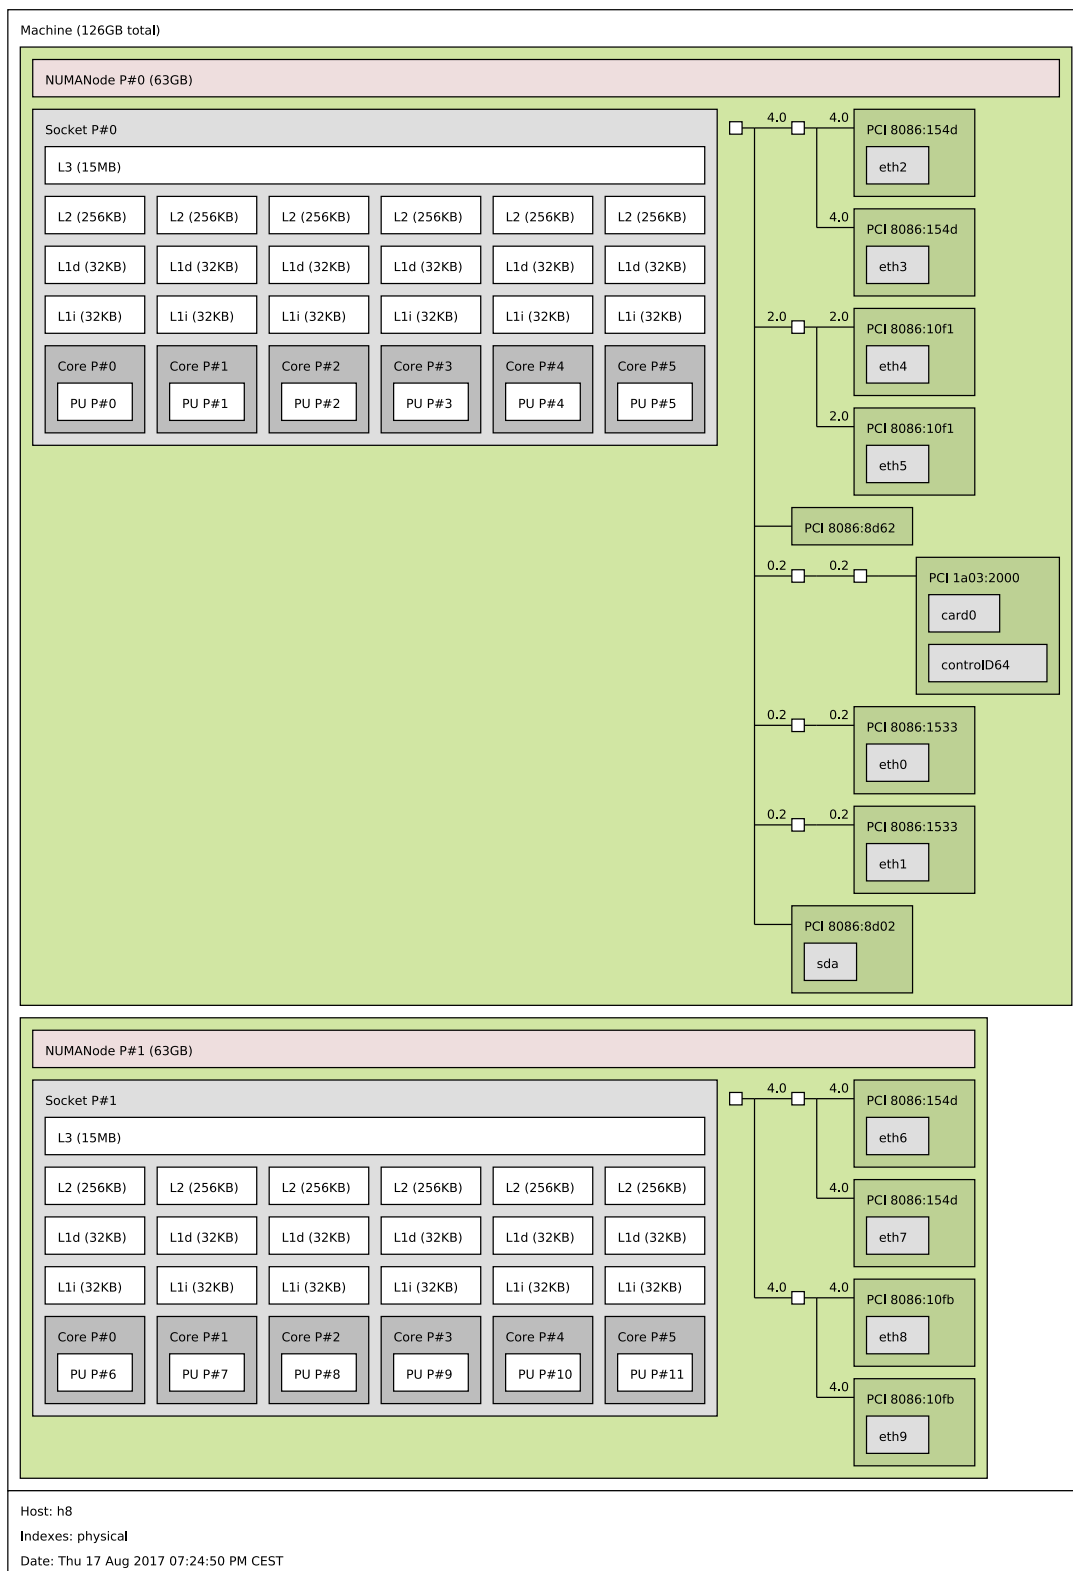 Machine (126GB total)
NUMANode P#0 (63GB)
Socket P#0
L3 (15MB)
L2 (256KB) L2 (256KB) L2 (256KB) L2 (256KB) L2 (256KB) L2 (256KB)
L1d (32KB) L1d (32KB) L1d (32KB) L1d (32KB) L1d (32KB) L1d (32KB)
L1i (32KB) L1i (32KB) L1i (32KB) L1i (32KB) L1i (32KB) L1i (32KB)
Core P#0 Core P#1 Core P#2 Core P#3 Core P#4 Core P#5
PU P#0 PU P#1 PU P#2 PU P#3 PU P#4 PU P#5
4.0 4.0 PCI 8086:154d
eth2
4.0 PCI 8086:154d
eth3
2.0 2.0 PCI 8086:10f1
eth4
2.0 PCI 8086:10f1
eth5
PCI 8086:8d62
0.2 0.2 PCI 1a03:2000
card0
controlD64
0.2 0.2 PCI 8086:1533
eth0
0.2 0.2 PCI 8086:1533
eth1
PCI 8086:8d02
sda
NUMANode P#1 (63GB)
Socket P#1
L3 (15MB)
L2 (256KB) L2 (256KB) L2 (256KB) L2 (256KB) L2 (256KB) L2 (256KB)
L1d (32KB) L1d (32KB) L1d (32KB) L1d (32KB) L1d (32KB) L1d (32KB)
L1i (32KB) L1i (32KB) L1i (32KB) L1i (32KB) L1i (32KB) L1i (32KB)
Core P#0 Core P#1 Core P#2 Core P#3 Core P#4 Core P#5
PU P#6 PU P#7 PU P#8 PU P#9 PU P#10 PU P#11
4.0 4.0 PCI 8086:154d
eth6
4.0 PCI 8086:154d
eth7
4.0 4.0 PCI 8086:10fb
eth8
4.0 PCI 8086:10fb
eth9
Host: h8
Indexes: physical
Date: Thu 17 Aug 2017 07:24:50 PM CEST